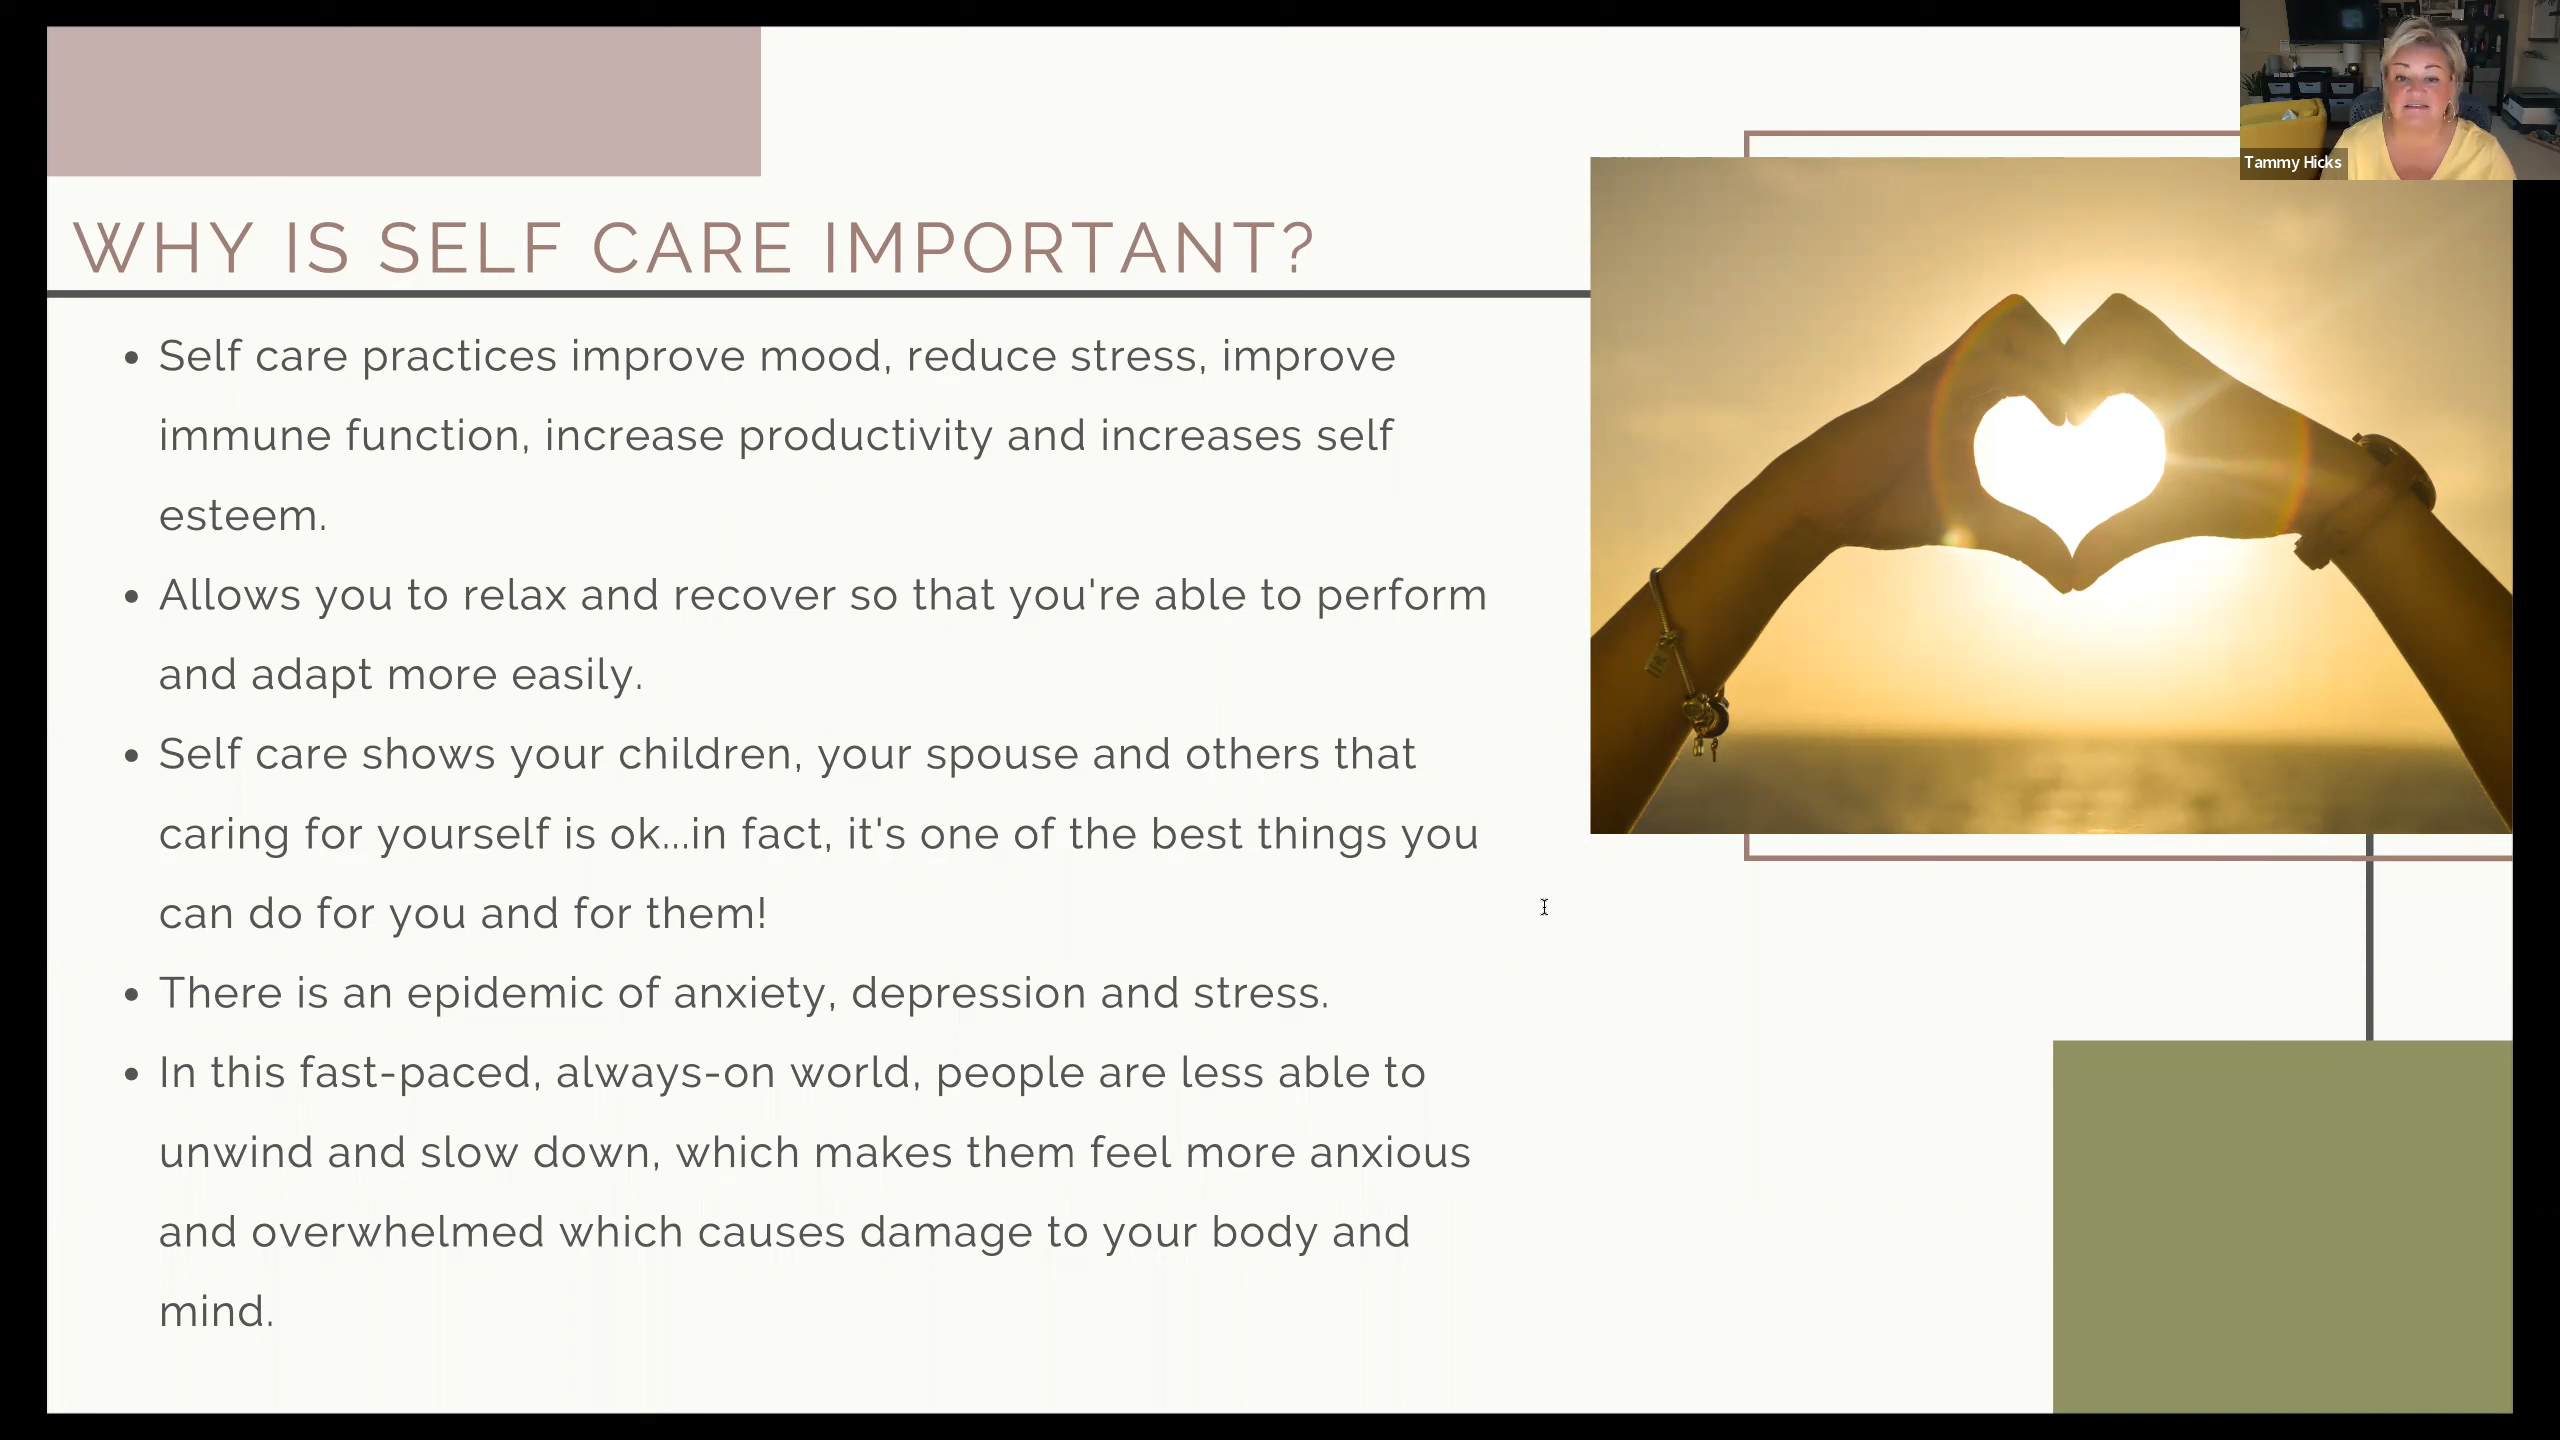 WHY IS SELF CARE IMPORTANT?
• Self care practices improve mood, reduce stress, improve
immune function, increase productivity and increases self
esteem.
• Allows you to relax and recover so that you're able to perform
and adapt more easily.
• Self care shows your children, your spouse and others that
caring for yourself is ok...in fact, it's one of the best things you
can do for you and for them!
• There is an epidemic of anxiety, depression and stress.
• In this fast-paced, always-on world, people are less able to
unwind and slow down, which makes them feel more anxious
and overwhelmed which causes damage to your body and
mind.
Tammy Hicks